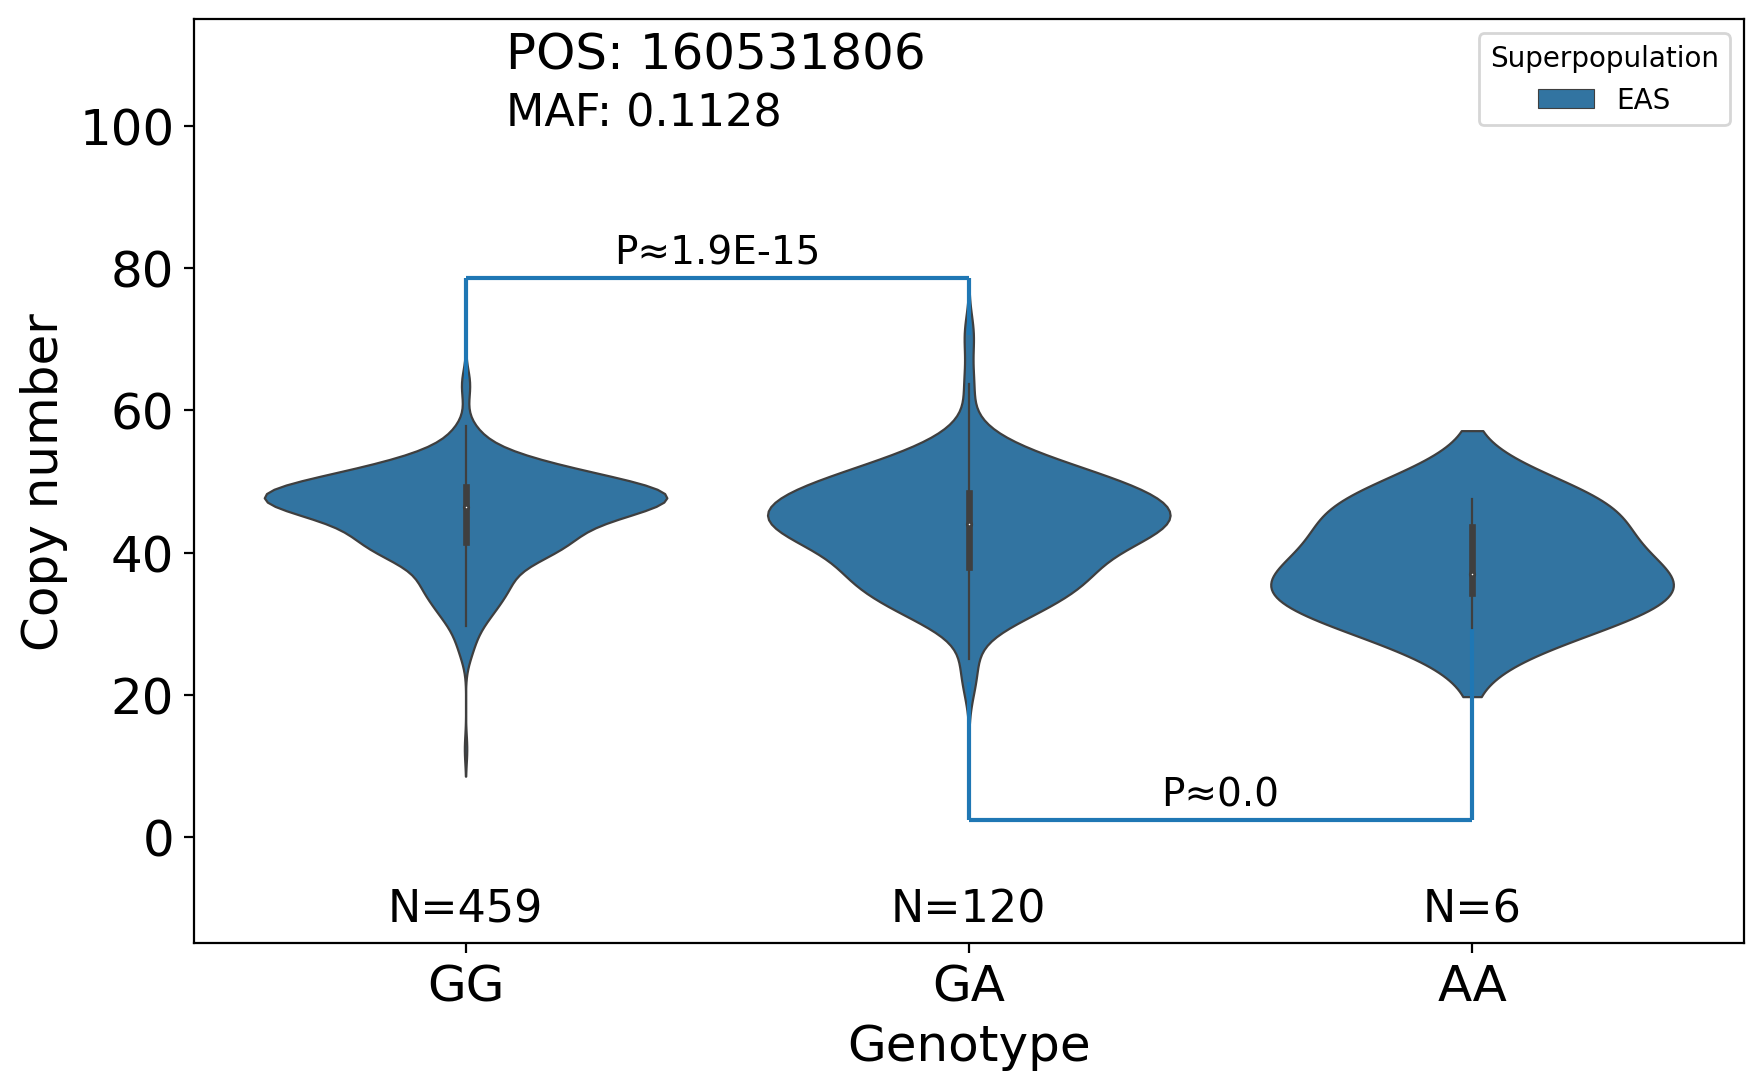 POS: 160531806
MAF: 0.1128
Superpopulation
EAS
100
80
60
40
20
0
Copy number
P≈1.9E-15
P≈0.0
N=459
N=120
N=6
GG
GA
AA
Genotype